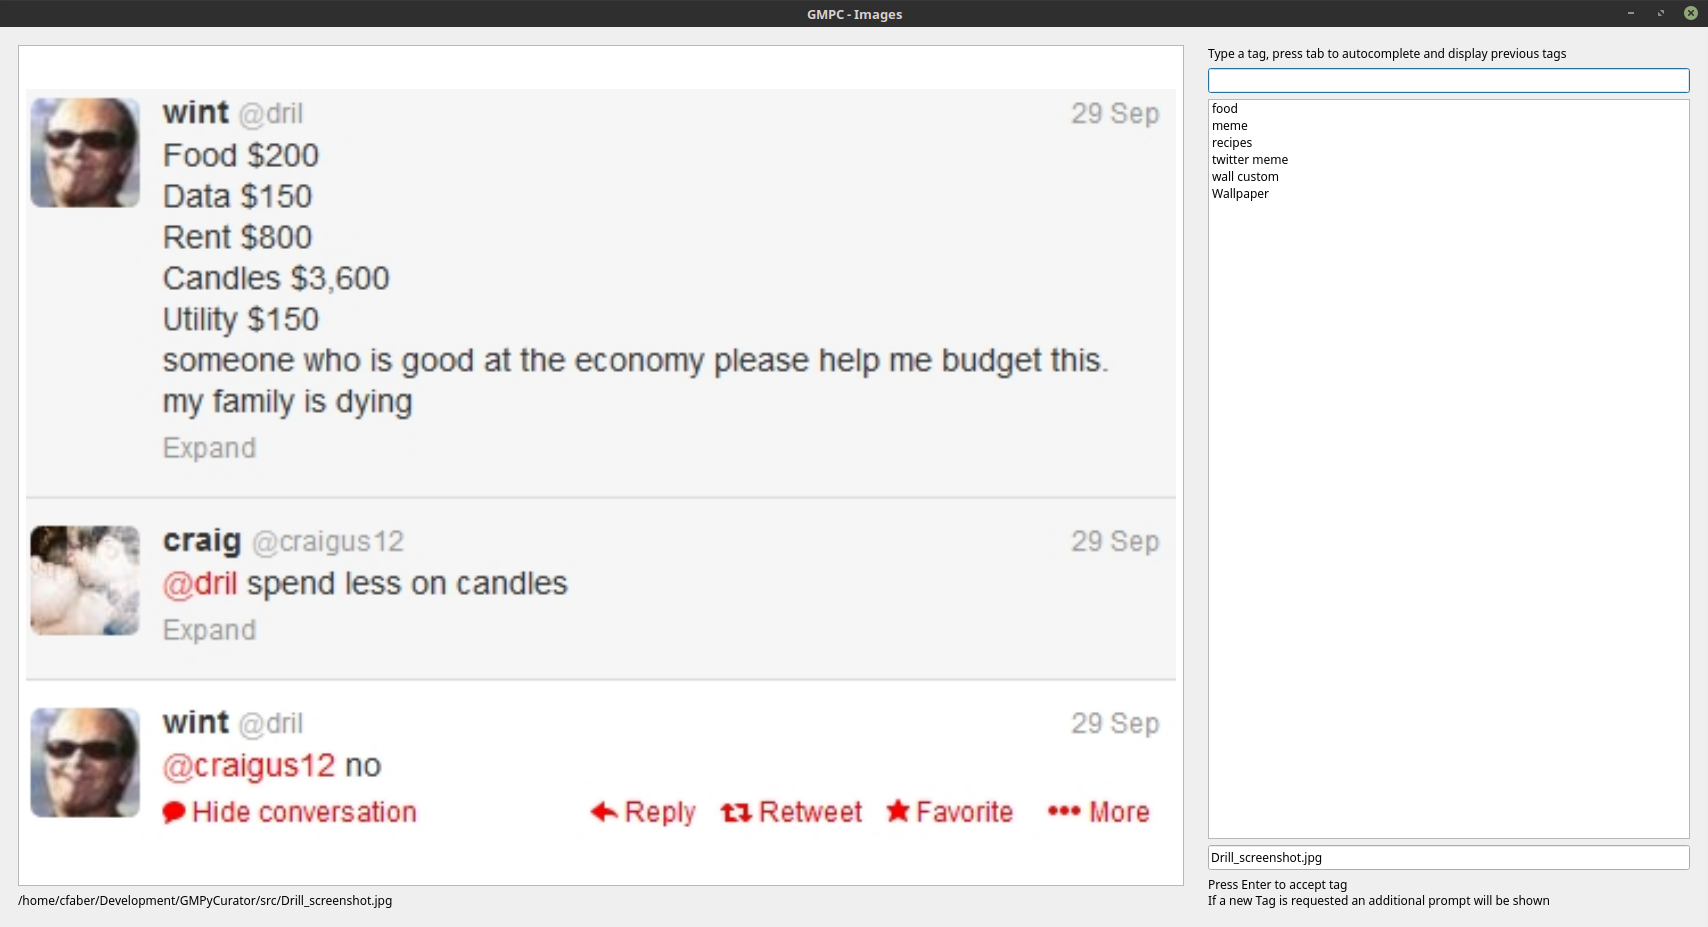 GMPC - Images
wint @dril 29 Sep
Food $200
Data $150
Rent $800
Candles $3,600
Utility $150
someone who is good at the economy please help me budget this.
my family is dying
Expand
craig @craigus12 29 Sep
@dril spend less on candles
Expand
wint @dril 29 Sep
@craigus12 no
Hide conversation Reply Retweet Favorite More
/home/cfaber/Development/GMPyCurator/src/Drill_screenshot.jpg
Type a tag, press tab to autocomplete and display previous tags
food
meme
recipes
twitter meme
wall custom
Wallpaper
Drill_screenshot.jpg
Press Enter to accept tag
If a new Tag is requested an additional prompt will be shown